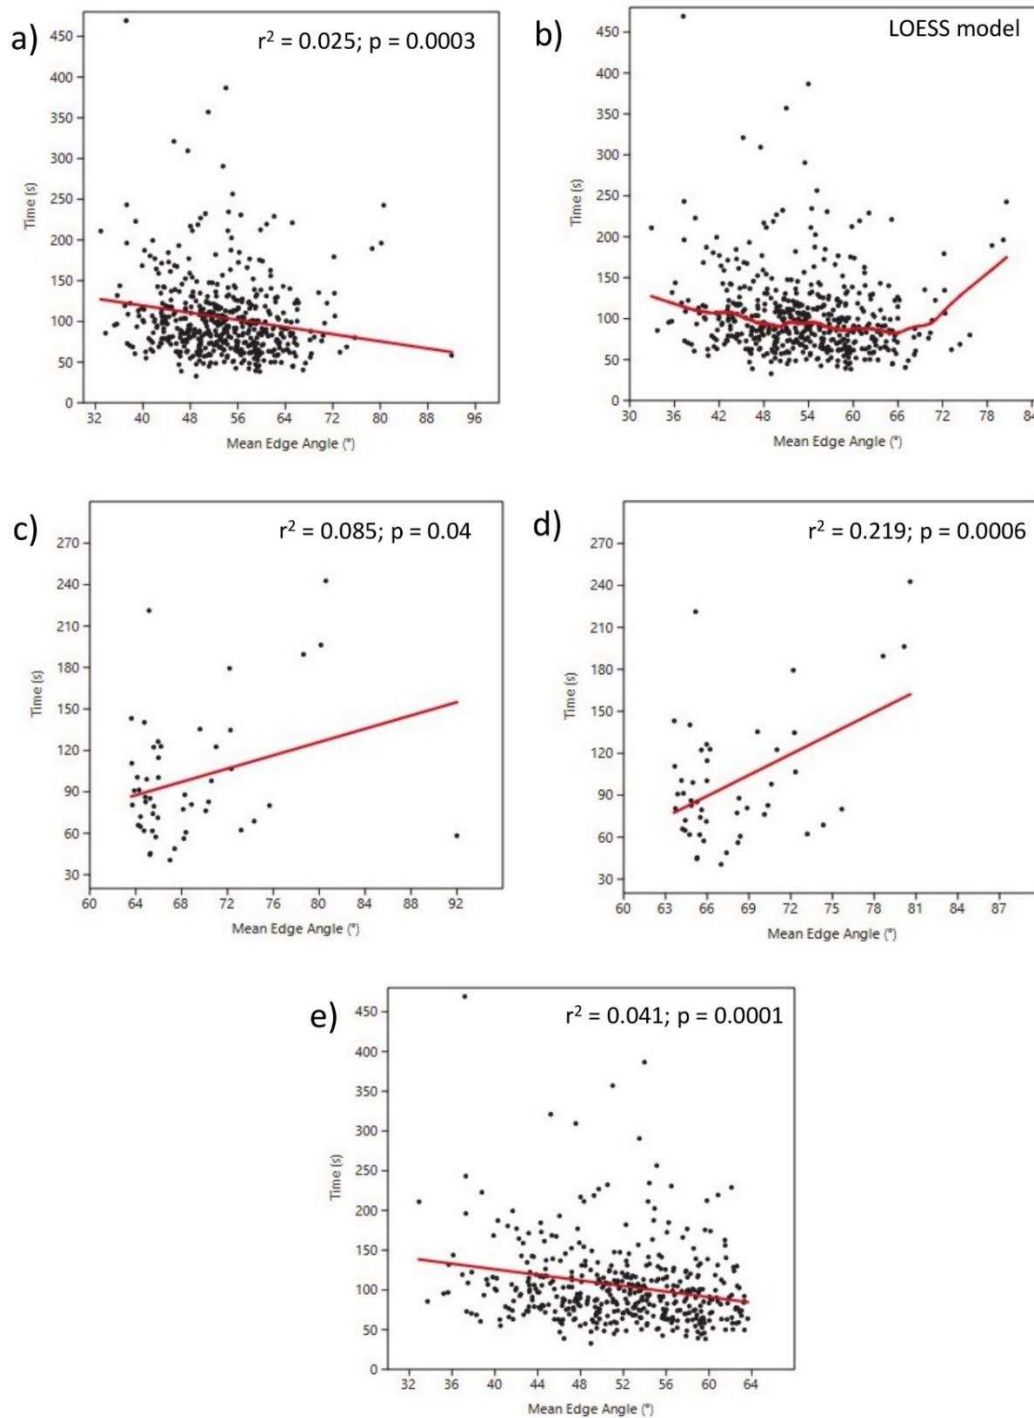 a)
r² = 0.025; p = 0.0003
450
400
350
300
250
200
150
100
50
0
Time (s)
32 40 48 56 64 72 80 88 96
Mean Edge Angle (°)
b)
LOESS model
450
400
350
300
250
200
150
100
50
0
Time (s)
30 36 42 48 54 60 66 72 78 84
Mean Edge Angle (°)
c)
r² = 0.085; p = 0.04
270
240
210
180
150
120
90
60
30
Time (s)
60 64 68 72 76 80 84 88 92
Mean Edge Angle (°)
d)
r² = 0.219; p = 0.0006
270
240
210
180
150
120
90
60
30
Time (s)
60 63 66 69 72 75 78 81 84 87
Mean Edge Angle (°)
e)
r² = 0.041; p = 0.0001
450
400
350
300
250
200
150
100
50
0
Time (s)
32 36 40 44 48 52 56 60 64
Mean Edge Angle (°)